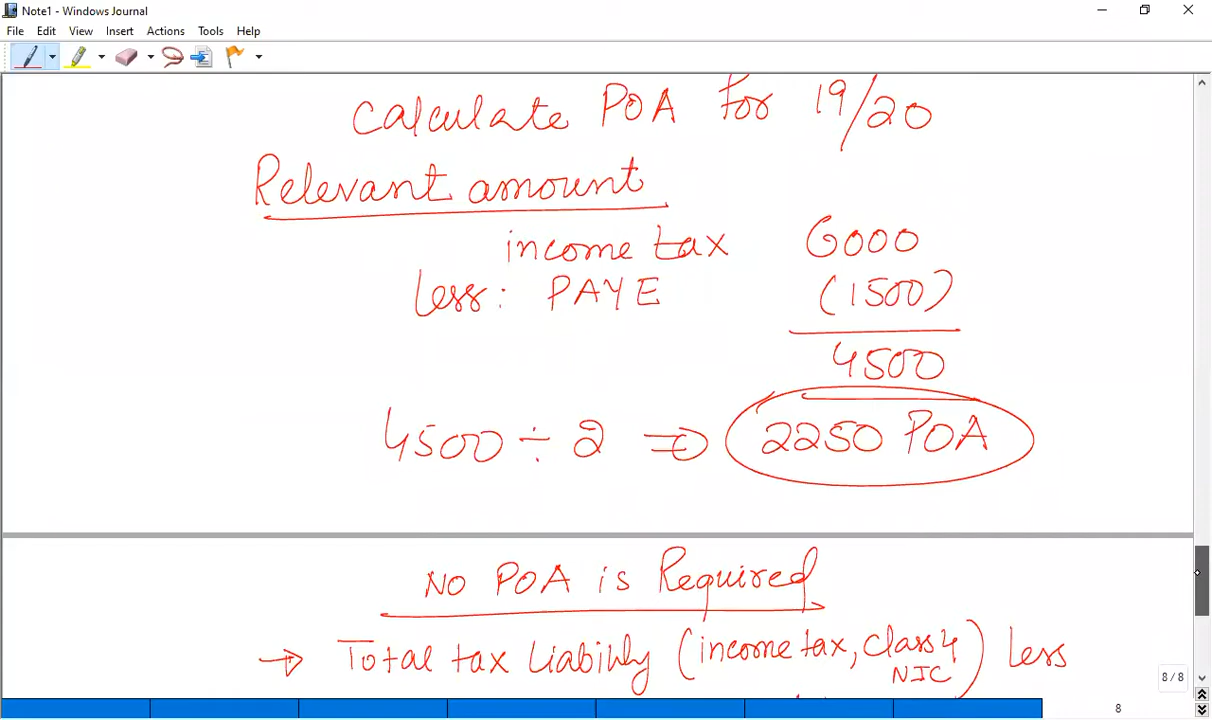 Note1 - Windows Journal
File Edit View Insert Actions Tools Help
Calculate POA for 19/20
Relevant amount
income tax 6000
less: PAYE (1500)
4500
4500 ÷ 2 ⇒ 2250 POA
NO POA is Required
→ Total tax liability (income tax, class 4 NIC) less
8 / 8
8